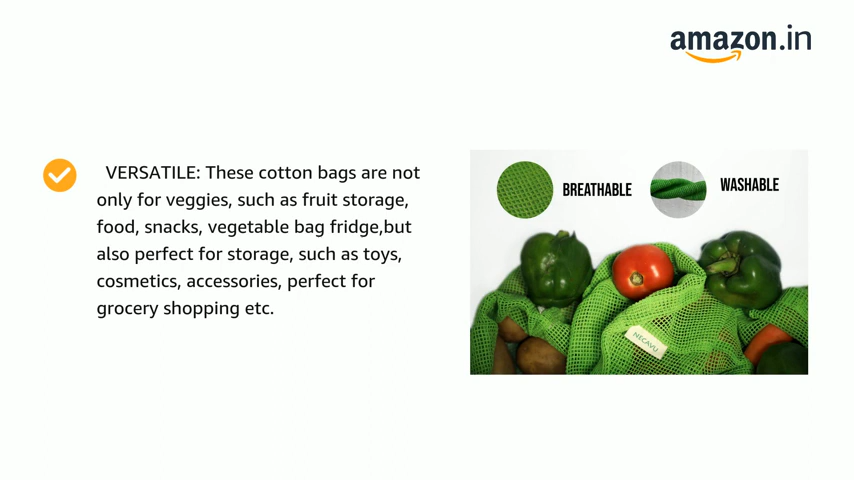 amazon.in
VERSATILE: These cotton bags are not
only for veggies, such as fruit storage,
food, snacks, vegetable bag fridge,but
also perfect for storage, such as toys,
cosmetics, accessories, perfect for
grocery shopping etc.
BREATHABLE
WASHABLE
NECAVU